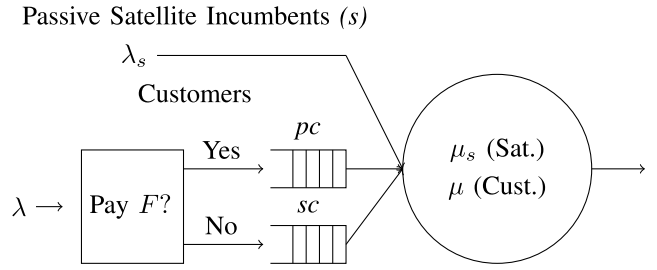 Passive Satellite Incumbents (s)
λₛ
Customers
pc
Yes
μₛ (Sat.)
μ (Cust.)
λ → Pay F?
sc
No